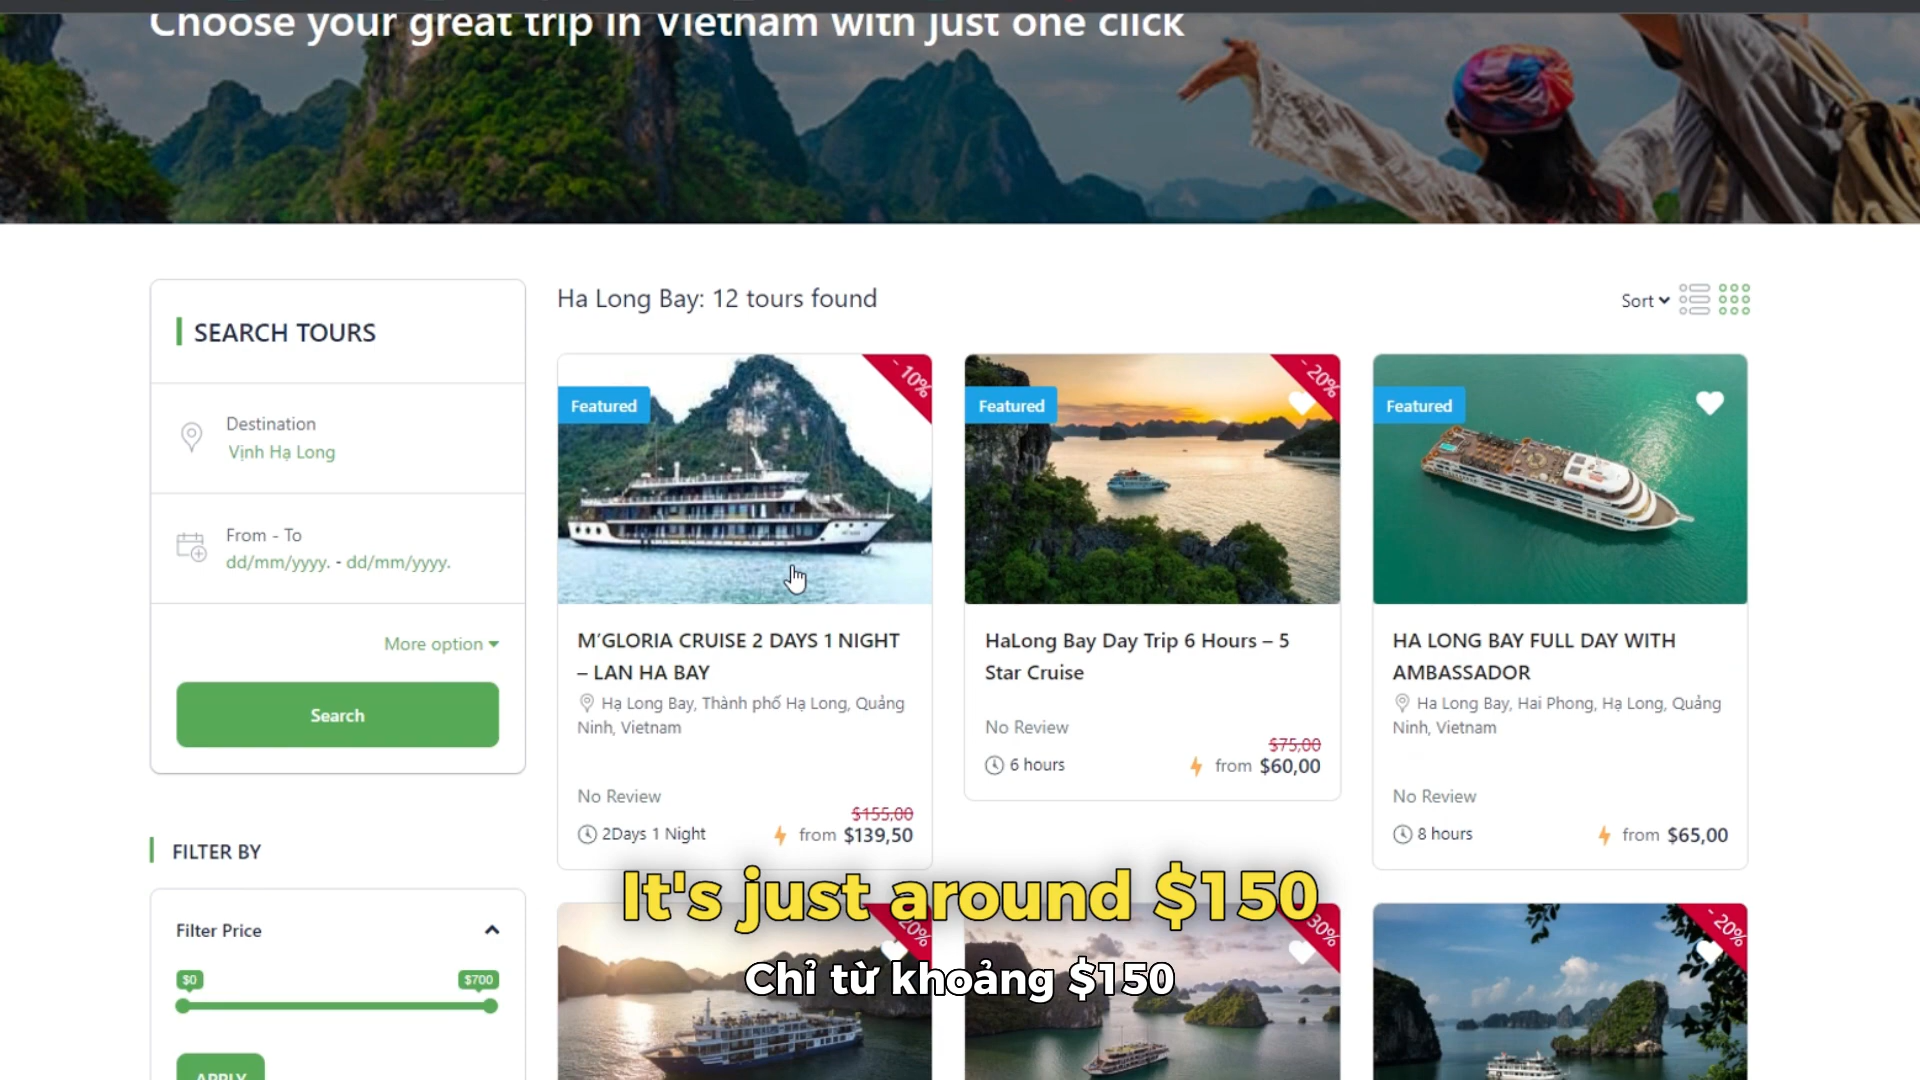 Choose your great trip in Vietnam with just one click
SEARCH TOURS
Destination
Vịnh Hạ Long
From - To
dd/mm/yyyy. - dd/mm/yyyy.
More option
Search
FILTER BY
Filter Price
$0
$700
APPLY
Ha Long Bay: 12 tours found
Sort
Featured
- 10%
M'GLORIA CRUISE 2 DAYS 1 NIGHT
– LAN HA BAY
Hạ Long Bay, Thành phố Hạ Long, Quảng
Ninh, Vietnam
No Review
$155,00
2Days 1 Night
from $139,50
Featured
- 20%
HaLong Bay Day Trip 6 Hours – 5
Star Cruise
No Review
$75,00
6 hours
from $60,00
Featured
HA LONG BAY FULL DAY WITH
AMBASSADOR
Ha Long Bay, Hai Phong, Hạ Long, Quảng
Ninh, Vietnam
No Review
8 hours
from $65,00
20%
30%
- 20%
It's just around $150
Chỉ từ khoảng $150